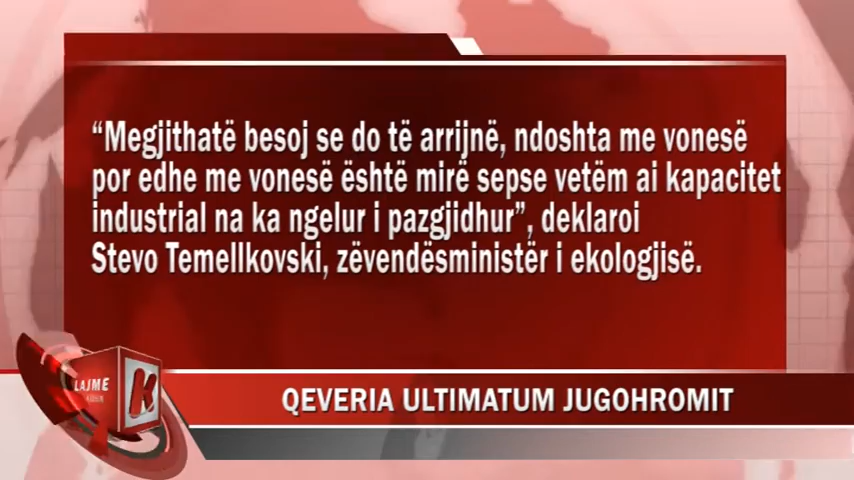 “Megjithatë besoj se do të arrijnë, ndoshta me vonesë
por edhe me vonesë është mirë sepse vetëm ai kapacitet
industrial na ka ngelur i pazgjidhur”, deklaroi
Stevo Temellkovski, zëvendësministër i ekologjisë.
LAJME
K
QEVERIA ULTIMATUM JUGOHROMIT